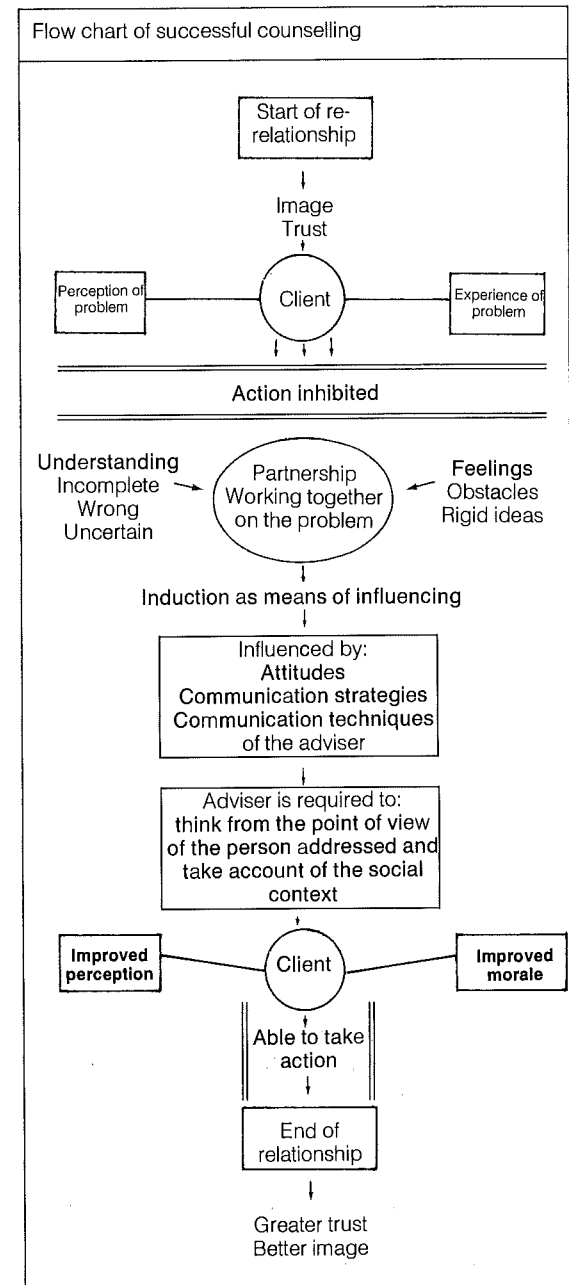 Flow chart of successful counselling
Start of re-
relationship
Image
Trust
Perception of
problem
Client
Experience of
problem
Action inhibited
Understanding
Incomplete
Wrong
Uncertain
Partnership
Working together
on the problem
Feelings
Obstacles
Rigid ideas
Induction as means of influencing
Influenced by:
Attitudes
Communication strategies
Communication techniques
of the adviser
Adviser is required to:
think from the point of view
of the person addressed and
take account of the social
context
Improved
perception
Client
Improved
morale
Able to take
action
End of
relationship
Greater trust
Better image